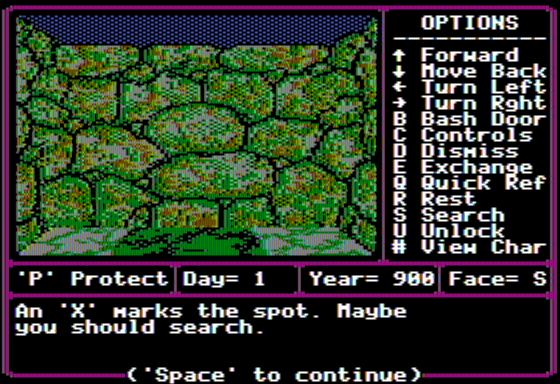 OPTIONS
------------
↑ Forward
↓ Move Back
← Turn Left
→ Turn Rght
B Bash Door
C Controls
D Dismiss
E Exchange
Q Quick Ref
R Rest
S Search
U Unlock
# View Char
'P' Protect Day= 1 Year= 900 Face= S
An 'X' marks the spot. Maybe
you should search.
('Space' to continue)